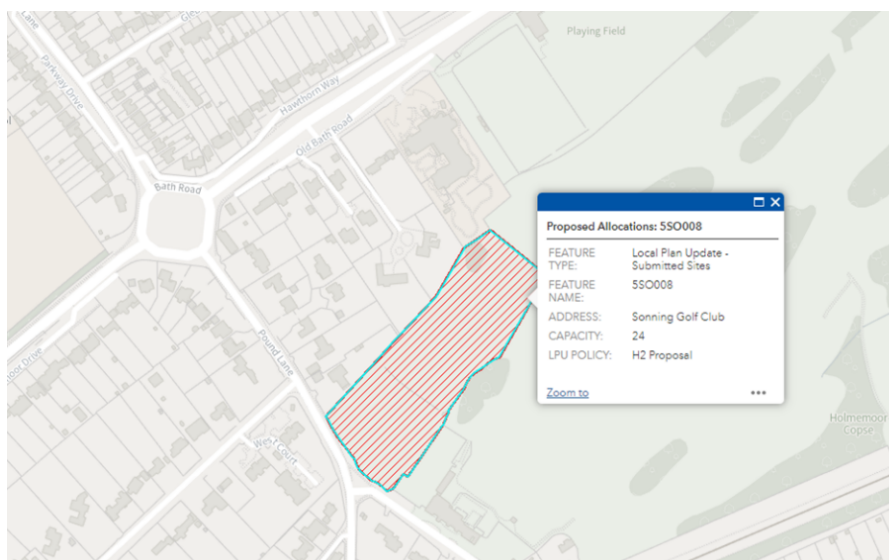 Lane
Parkway Drive
Hawthorn Way
Old Bath Road
Bath Road
Pound Lane
West Court
Playing Field
Holmemoor
Copse
Proposed Allocations: 5SO008
FEATURE TYPE: Local Plan Update - Submitted Sites
FEATURE NAME: 5SO008
ADDRESS: Sonning Golf Club
CAPACITY: 24
LPU POLICY: H2 Proposal
Zoom to